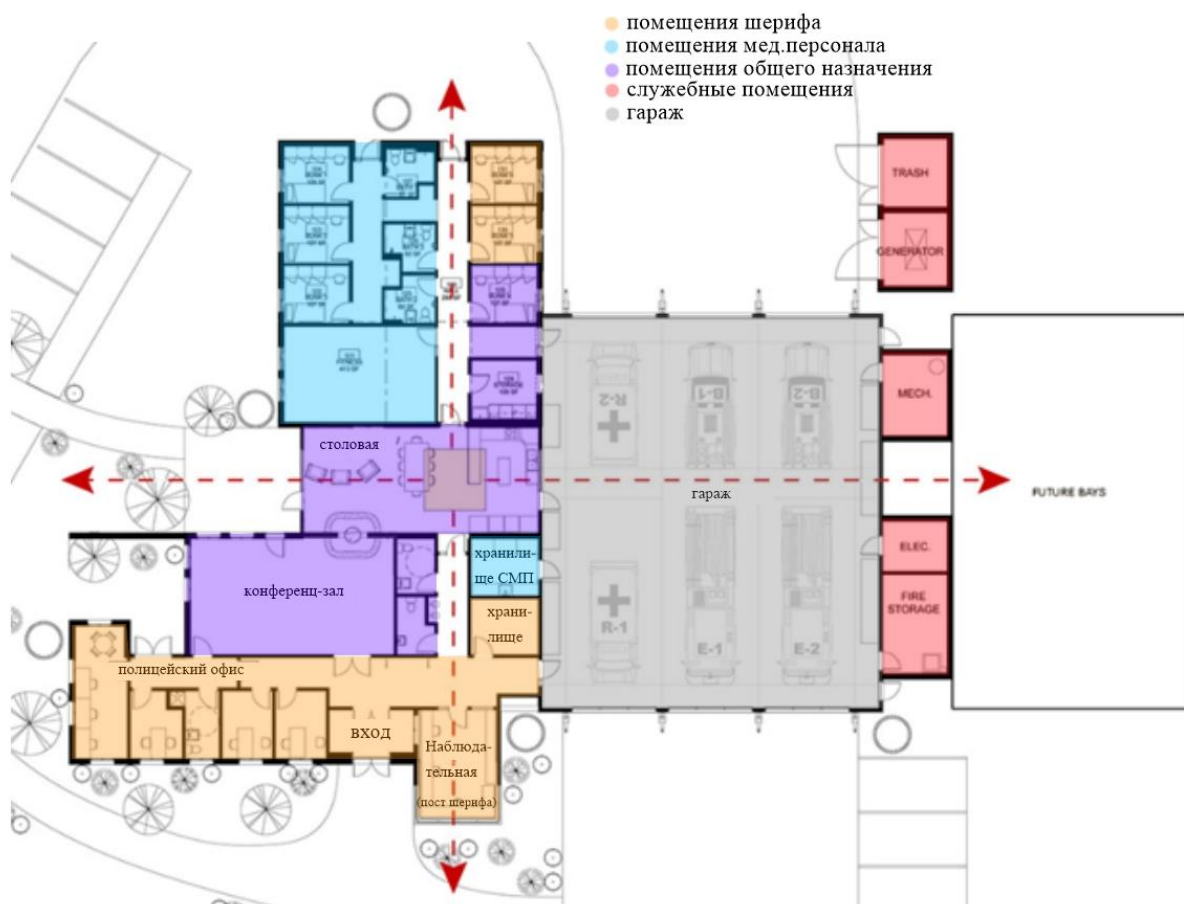 помещения шерифа
помещения мед.персонала
помещения общего назначения
служебные помещения
гараж
TRASH
GENERATOR
FITNESS
STORAGE
MECH.
R-2
B-1
B-2
столовая
гараж
FUTURE BAYS
хранили-
ще СМП
ELEC.
конференц-зал
храни-
лище
FIRE
STORAGE
R-1
E-1
E-2
полицейский офис
вход
Наблюда-
тельная
(пост шерифа)